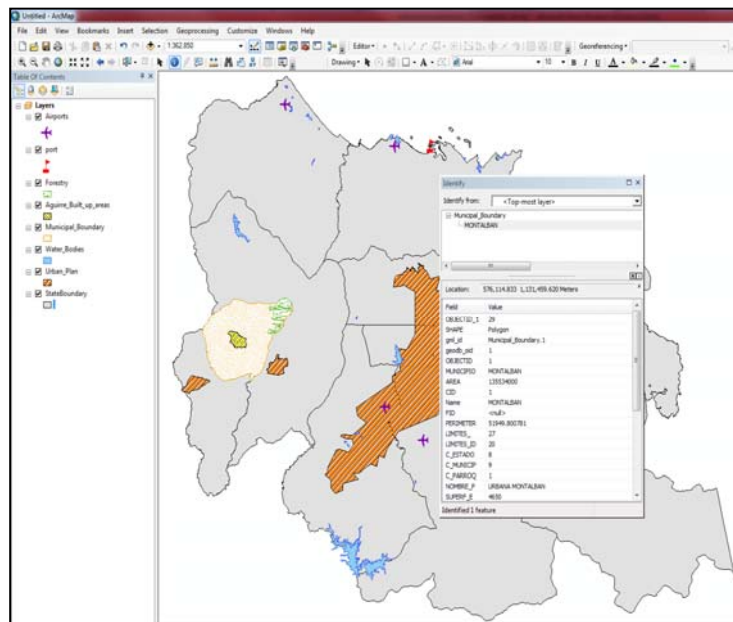 Untitled - ArcMap
File Edit View Bookmarks Insert Selection Geoprocessing Customize Windows Help
1:362.850 Editor Georeferencing
Drawing A Arial 10 B I U A
Table Of Contents
Layers
Airports
port
Forestry
Aguirre_Built_up_areas
Municipal_Boundary
Water_Bodies
Urban_Plan
StateBoundary
Identify
Identify from: <Top-most layer>
Municipal_Boundary
MONTALBAN
Location: 576,114.833 1,131,459.620 Meters
Field Value
OBJECTID_1 29
SHAPE Polygon
gml_id Municipal_Boundary.1
geodb_oid 1
OBJECTID 1
MUNICIPIO MONTALBAN
AREA 135534000
CID 1
Name MONTALBAN
FID <null>
PERIMETER 51949.800781
LIMITES_ 27
LIMITES_ID 20
C_ESTADO 8
C_MUNICIP 9
C_PARROQ 1
NOMBRE_P URBANA MONTALBAN
SUPERF_E 4650
Identified 1 feature